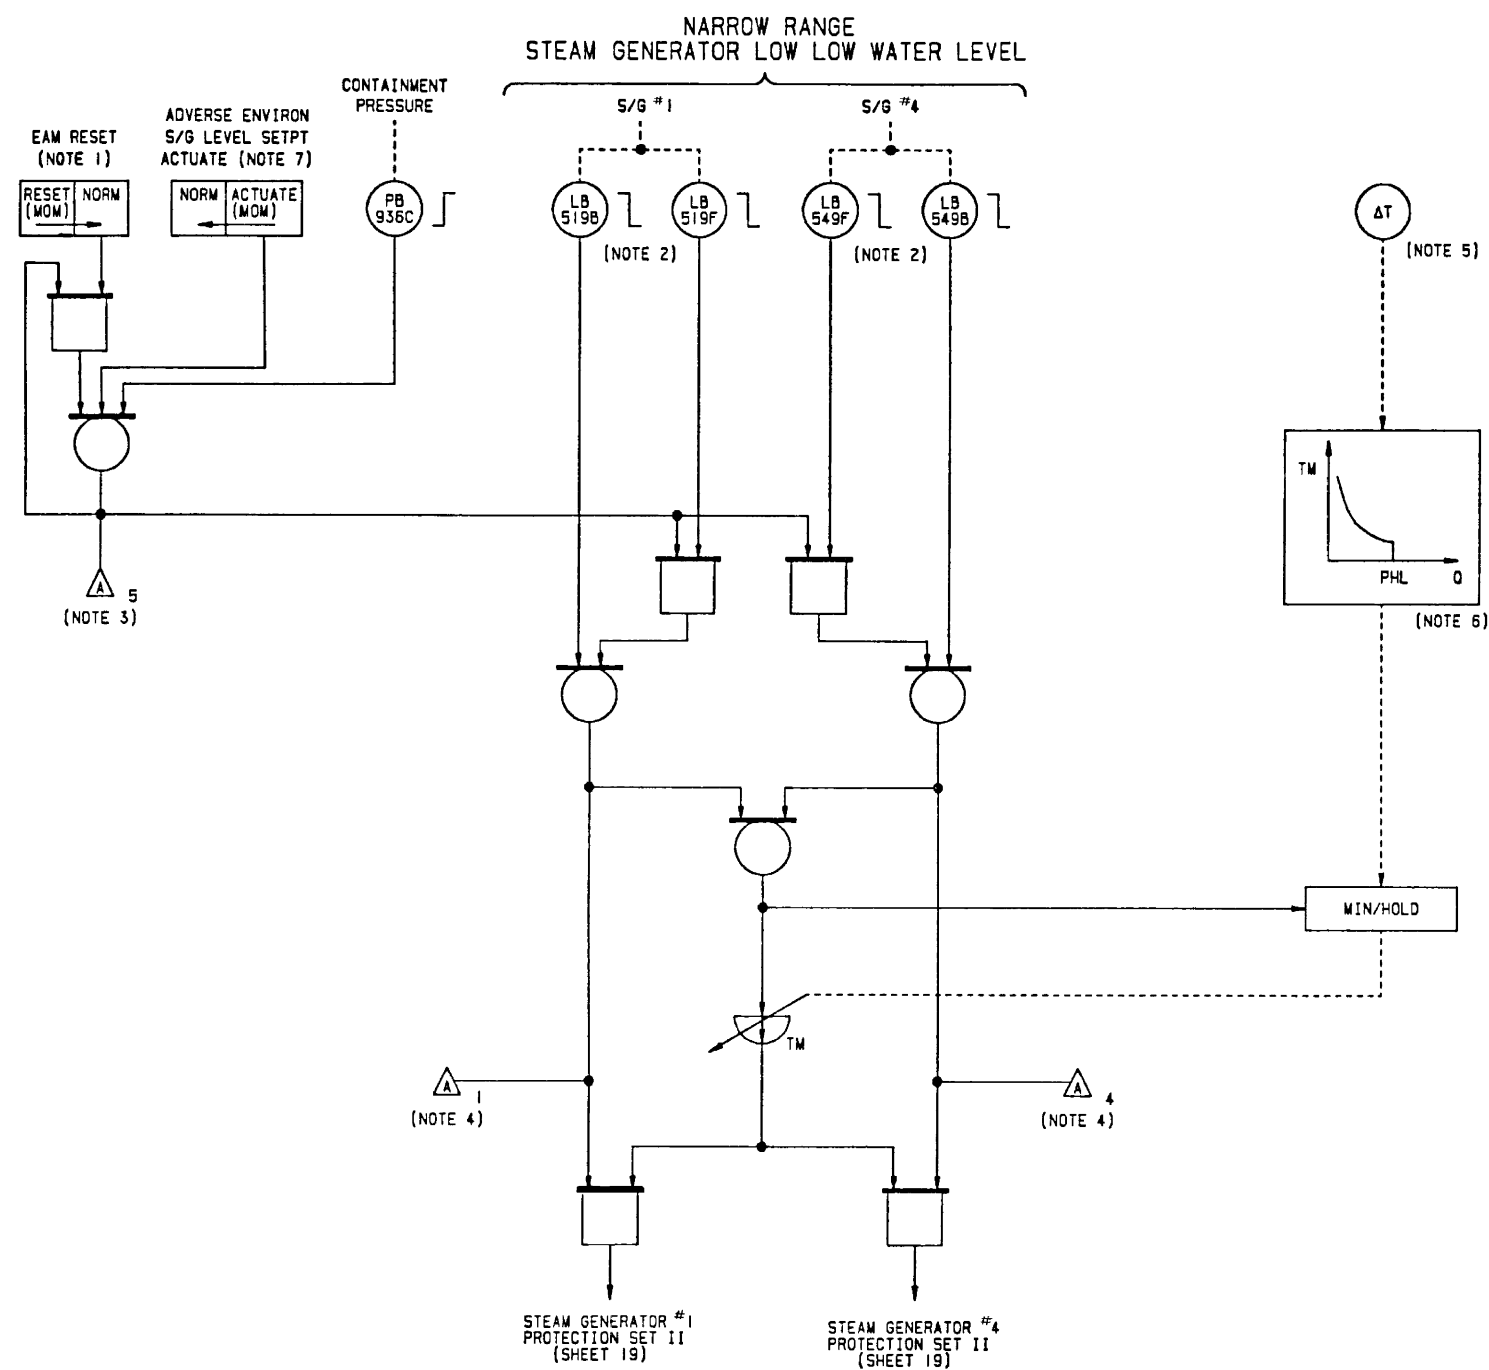 NARROW RANGE
STEAM GENERATOR LOW LOW WATER LEVEL
CONTAINMENT
PRESSURE
S/G #1
S/G #4
ADVERSE ENVIRON
S/G LEVEL SETPT
ACTUATE (NOTE 7)
EAM RESET
(NOTE 1)
RESET
(MOM)
NORM
NORM
ACTUATE
(MOM)
PB
936C
LB
519B
LB
519F
LB
549F
LB
549B
ΔT
(NOTE 2)
(NOTE 2)
(NOTE 5)
TM
PHL
Q
(NOTE 6)
A
5
(NOTE 3)
MIN/HOLD
TM
A
1
(NOTE 4)
A
4
(NOTE 4)
STEAM GENERATOR #1
PROTECTION SET II
(SHEET 19)
STEAM GENERATOR #4
PROTECTION SET II
(SHEET 19)